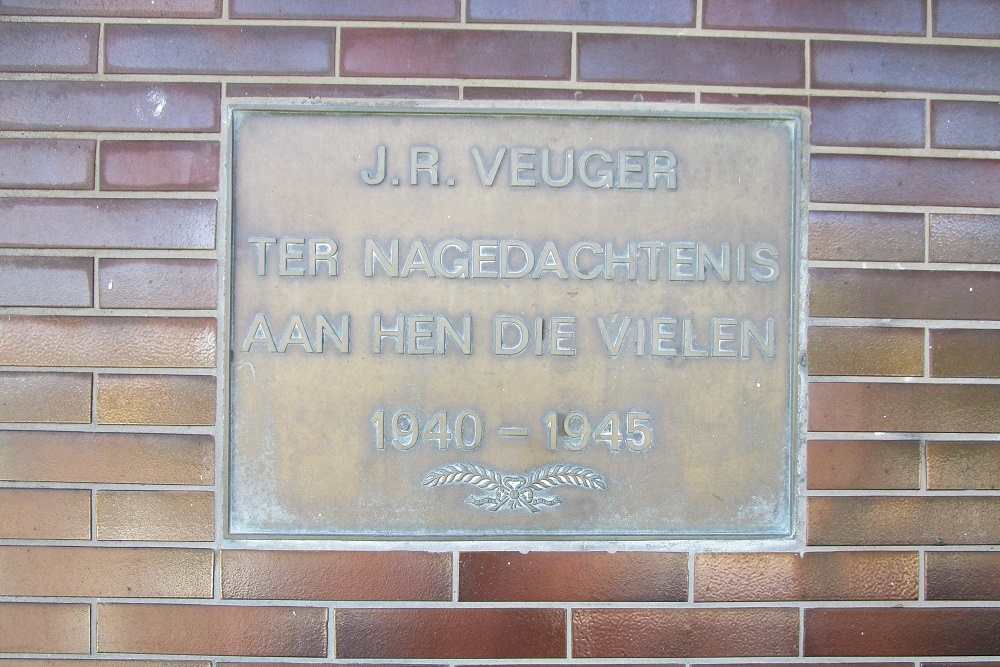 J.R. VEUGER
TER NAGEDACHTENIS
AAN HEN DIE VIELEN
1940 - 1945